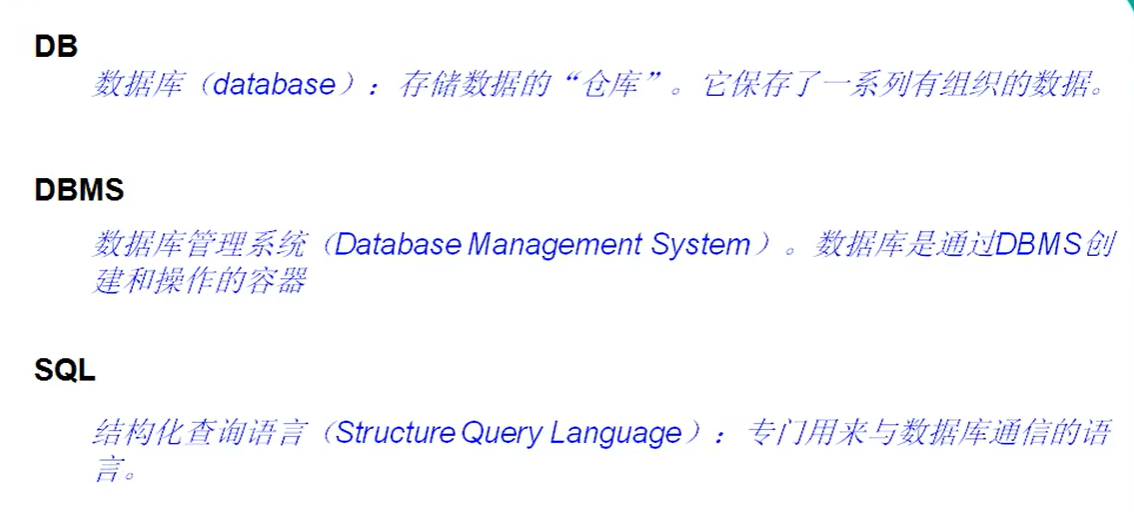 DB
数据库（database）：存储数据的“仓库”。它保存了一系列有组织的数据。
DBMS
数据库管理系统（Database Management System）。数据库是通过DBMS创
建和操作的容器
SQL
结构化查询语言（Structure Query Language）：专门用来与数据库通信的语
言。